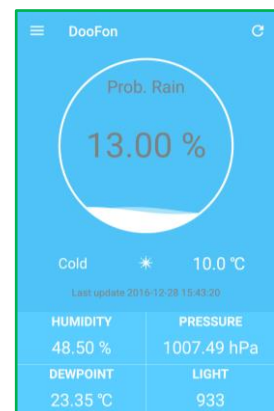 DooFon
Prob. Rain
13.00 %
Cold 10.0 ℃
Last update 2016-12-28 15:43:20
HUMIDITY PRESSURE
48.50 % 1007.49 hPa
DEWPOINT LIGHT
23.35 ℃ 933